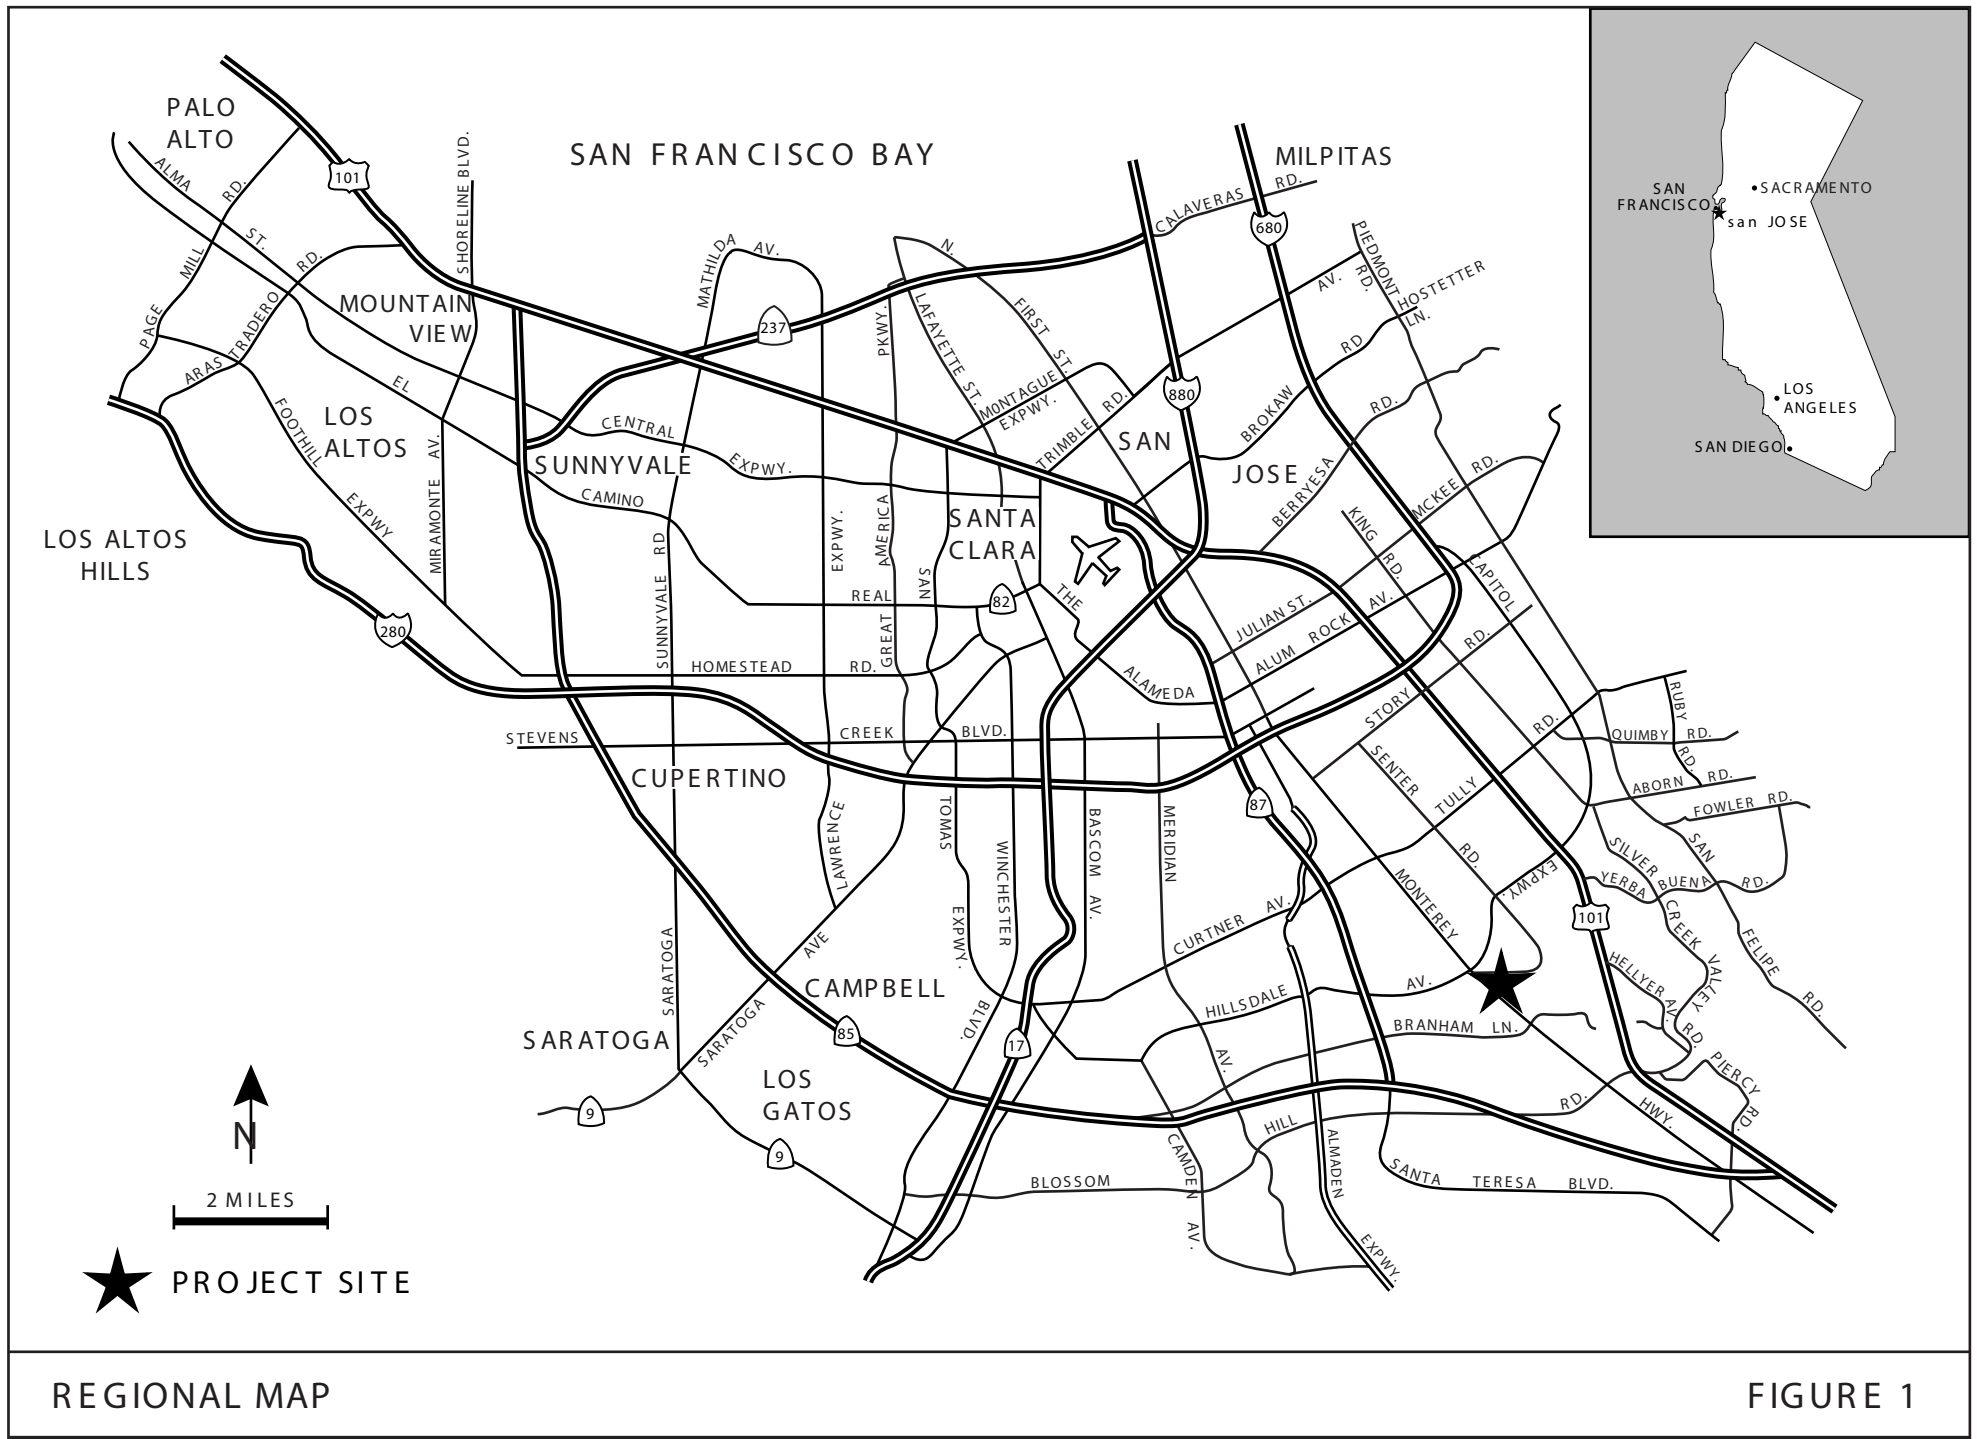 PALO
ALTO
SAN FRANCISCO BAY
MILPITAS
SAN
FRANCISCO
SACRAMENTO
san JOSE
LOS
ANGELES
SAN DIEGO
101
680
237
880
82
280
87
101
85
17
9
9
MOUNTAIN
VIEW
LOS
ALTOS
SUNNYVALE
SAN
JOSE
SANTA
CLARA
LOS ALTOS
HILLS
CUPERTINO
CAMPBELL
SARATOGA
LOS
GATOS
ALMA
ST.
PAGE
MILL
RD.
ARASTRADERO
RD.
SHORELINE BLVD.
MIRAMONTE AV.
FOOTHILL
EXPWY
EL
CAMINO
REAL
CENTRAL
EXPWY.
MATHILDA
AV.
SUNNYVALE RD
SARATOGA
HOMESTEAD
RD.
STEVENS
CREEK
BLVD.
LAWRENCE
EXPWY.
GREAT
AMERICA
PKWY.
LAFAYETTE ST.
N.
FIRST
ST.
MONTAGUE
EXPWY.
TRIMBLE RD.
CALAVERAS
RD.
PIEDMONT
RD.
HOSTETTER
LN.
AV.
BROKAW
RD
BERRYESA
RD.
MCKEE
RD.
KING
RD.
CAPITOL
EXPWY.
JULIAN ST.
ALUM ROCK
AV.
THE
ALAMEDA
SAN
TOMAS
EXPWY.
WINCHESTER
BLVD.
BASCOM AV.
MERIDIAN
AV.
STORY
RD.
SENTER
RD.
TULLY
RD.
MONTEREY
HWY.
QUIMBY RD.
RUBY
RD.
ABORN RD.
FOWLER RD.
SILVER
CREEK
VALLEY
RD.
YERBA BUENA RD.
SAN
FELIPE
RD.
HELLYER AV.
PIERCY
RD.
CURTNER AV.
HILLSDALE
AV.
BRANHAM LN.
SARATOGA
AVE
BLOSSOM
HILL
RD.
CAMDEN
AV.
ALMADEN
EXPWY.
SANTA
TERESA
BLVD.
N
2 MILES
PROJECT SITE
REGIONAL MAP
FIGURE 1